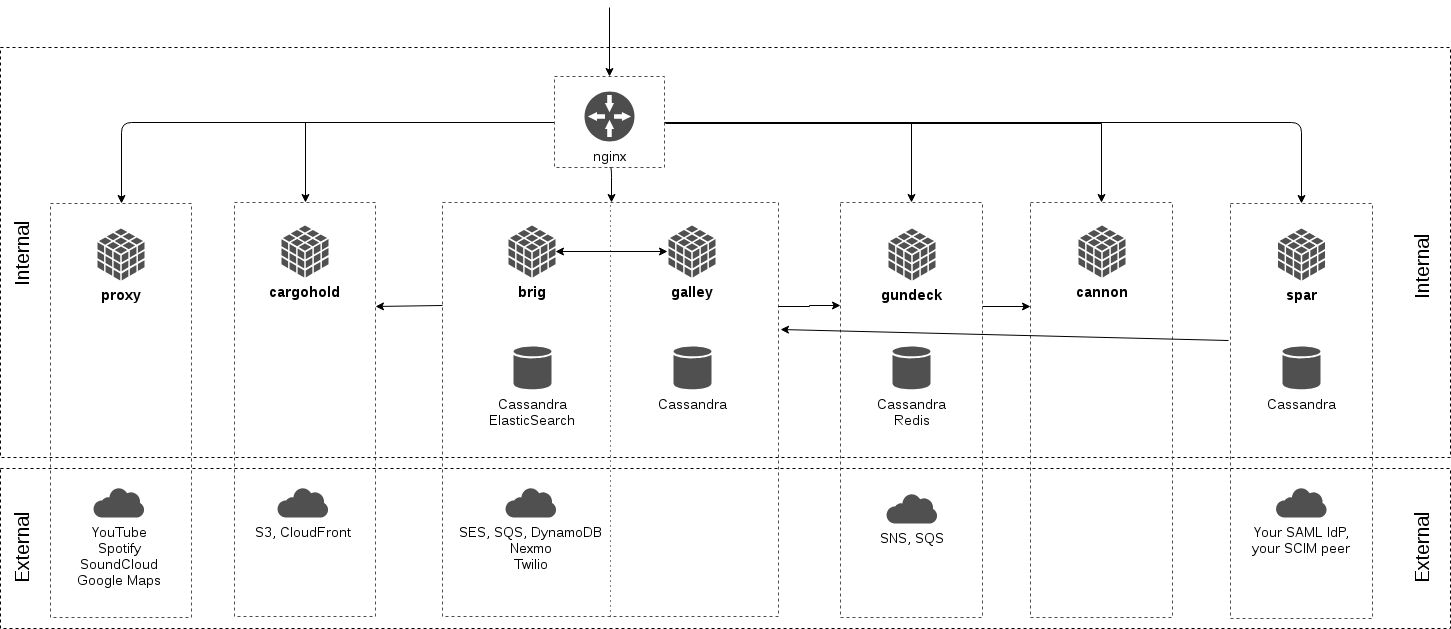 nginx
Internal
Internal
proxy
cargohold
brig
galley
gundeck
cannon
spar
Cassandra
ElasticSearch
Cassandra
Cassandra
Redis
Cassandra
External
External
YouTube
Spotify
SoundCloud
Google Maps
S3, CloudFront
SES, SQS, DynamoDB
Nexmo
Twilio
SNS, SQS
Your SAML IdP,
your SCIM peer